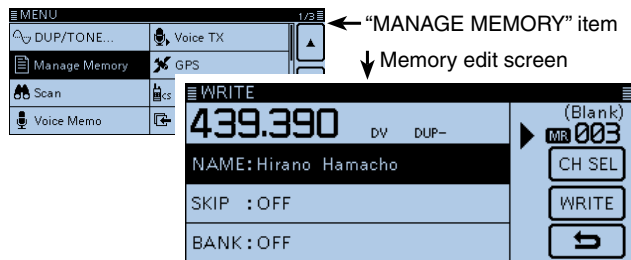 MENU 1/3
DUP/TONE... Voice TX
Manage Memory GPS
Scan CS
Voice Memo
"MANAGE MEMORY" item
Memory edit screen
WRITE
439.390 DV DUP-
(Blank)
MR 003
NAME:Hirano Hamacho
CH SEL
SKIP :OFF
WRITE
BANK:OFF